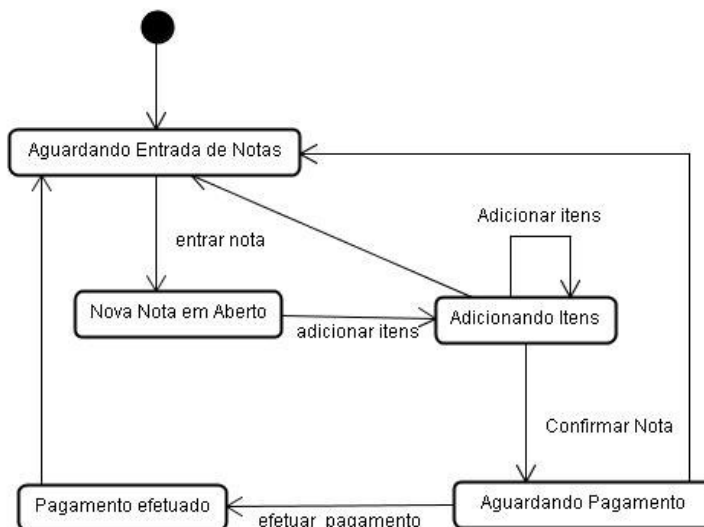 Aguardando Entrada de Notas
Adicionar itens
entrar nota
Nova Nota em Aberto
adicionar itens
Adicionando Itens
Confirmar Nota
Pagamento efetuado
efetuar pagamento
Aguardando Pagamento